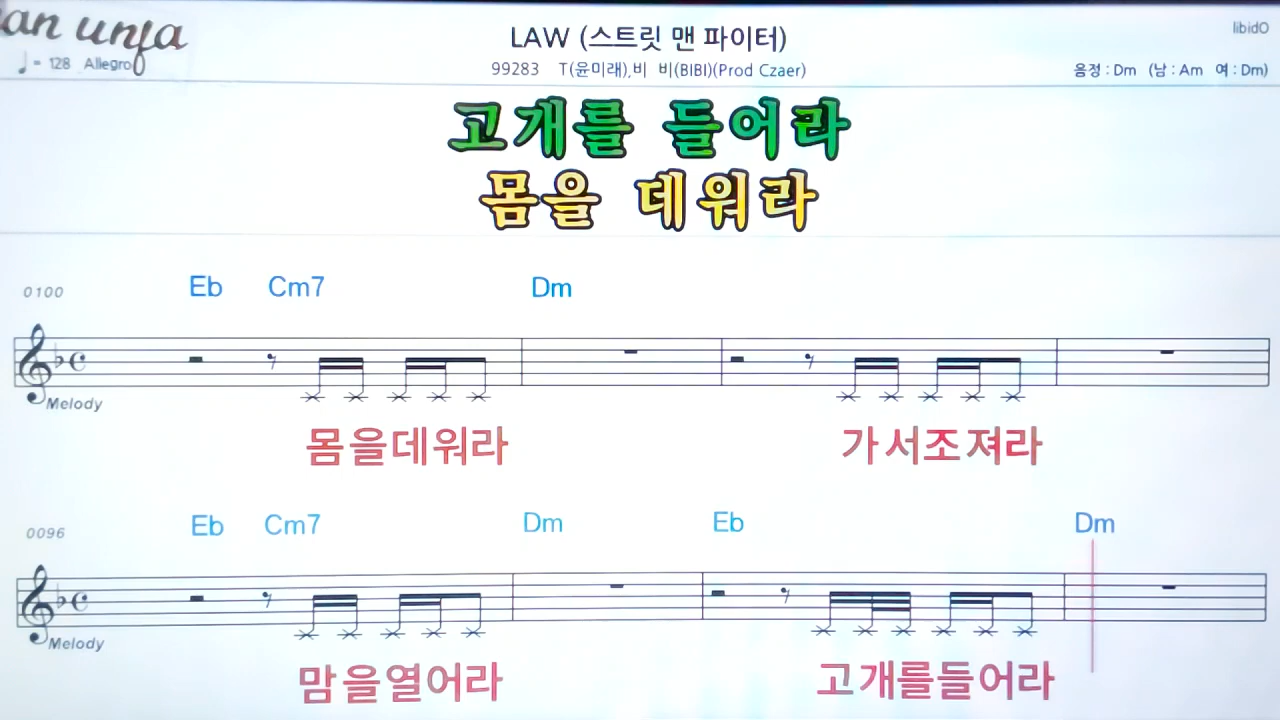 LAW (스트릿 맨 파이터)
libidO
♩= 128 Allegro
99283 T(윤미래),비 비(BIBI)(Prod Czaer)
음정 : Dm (남 : Am 여 : Dm)
고개를 들어라
몸을 데워라
0100 Eb Cm7 Dm
Melody
몸을데워라 가서조져라
0096 Eb Cm7 Dm Eb Dm
Melody
맘을열어라 고개를들어라